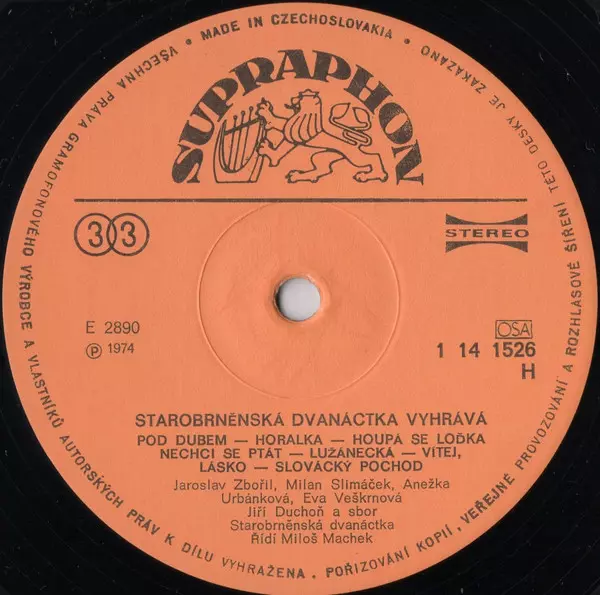 VŠECHNA PRÁVA GRAMOFONOVÉHO VÝROBCE A VLASTNÍKŮ AUTORSKÝCH PRÁV K DÍLU VYHRAŽENA. POŘIZOVÁNÍ KOPIÍ, VEŘEJNÉ PROVOZOVÁNÍ A ROZHLASOVÉ ŠÍŘENÍ TÉTO DESKY JE ZAKÁZÁNO
• MADE IN CZECHOSLOVAKIA •
SUPRAPHON
33
STEREO
E 2890
Ⓟ 1974
OSA
1 14 1526
H
STAROBRNĚNSKÁ DVANÁCTKA VYHRÁVÁ
POD DUBEM — HORALKA — HOUPÁ SE LOĎKA
NECHCI SE PTÁT — LUŽÁNECKÁ — VÍTEJ,
LÁSKO — SLOVÁCKÝ POCHOD
Jaroslav Zbořil, Milan Slimáček, Anežka
Urbánková, Eva Veškrnová
Jiří Duchoň a sbor
Starobrněnská dvanáctka
Řídí Miloš Machek